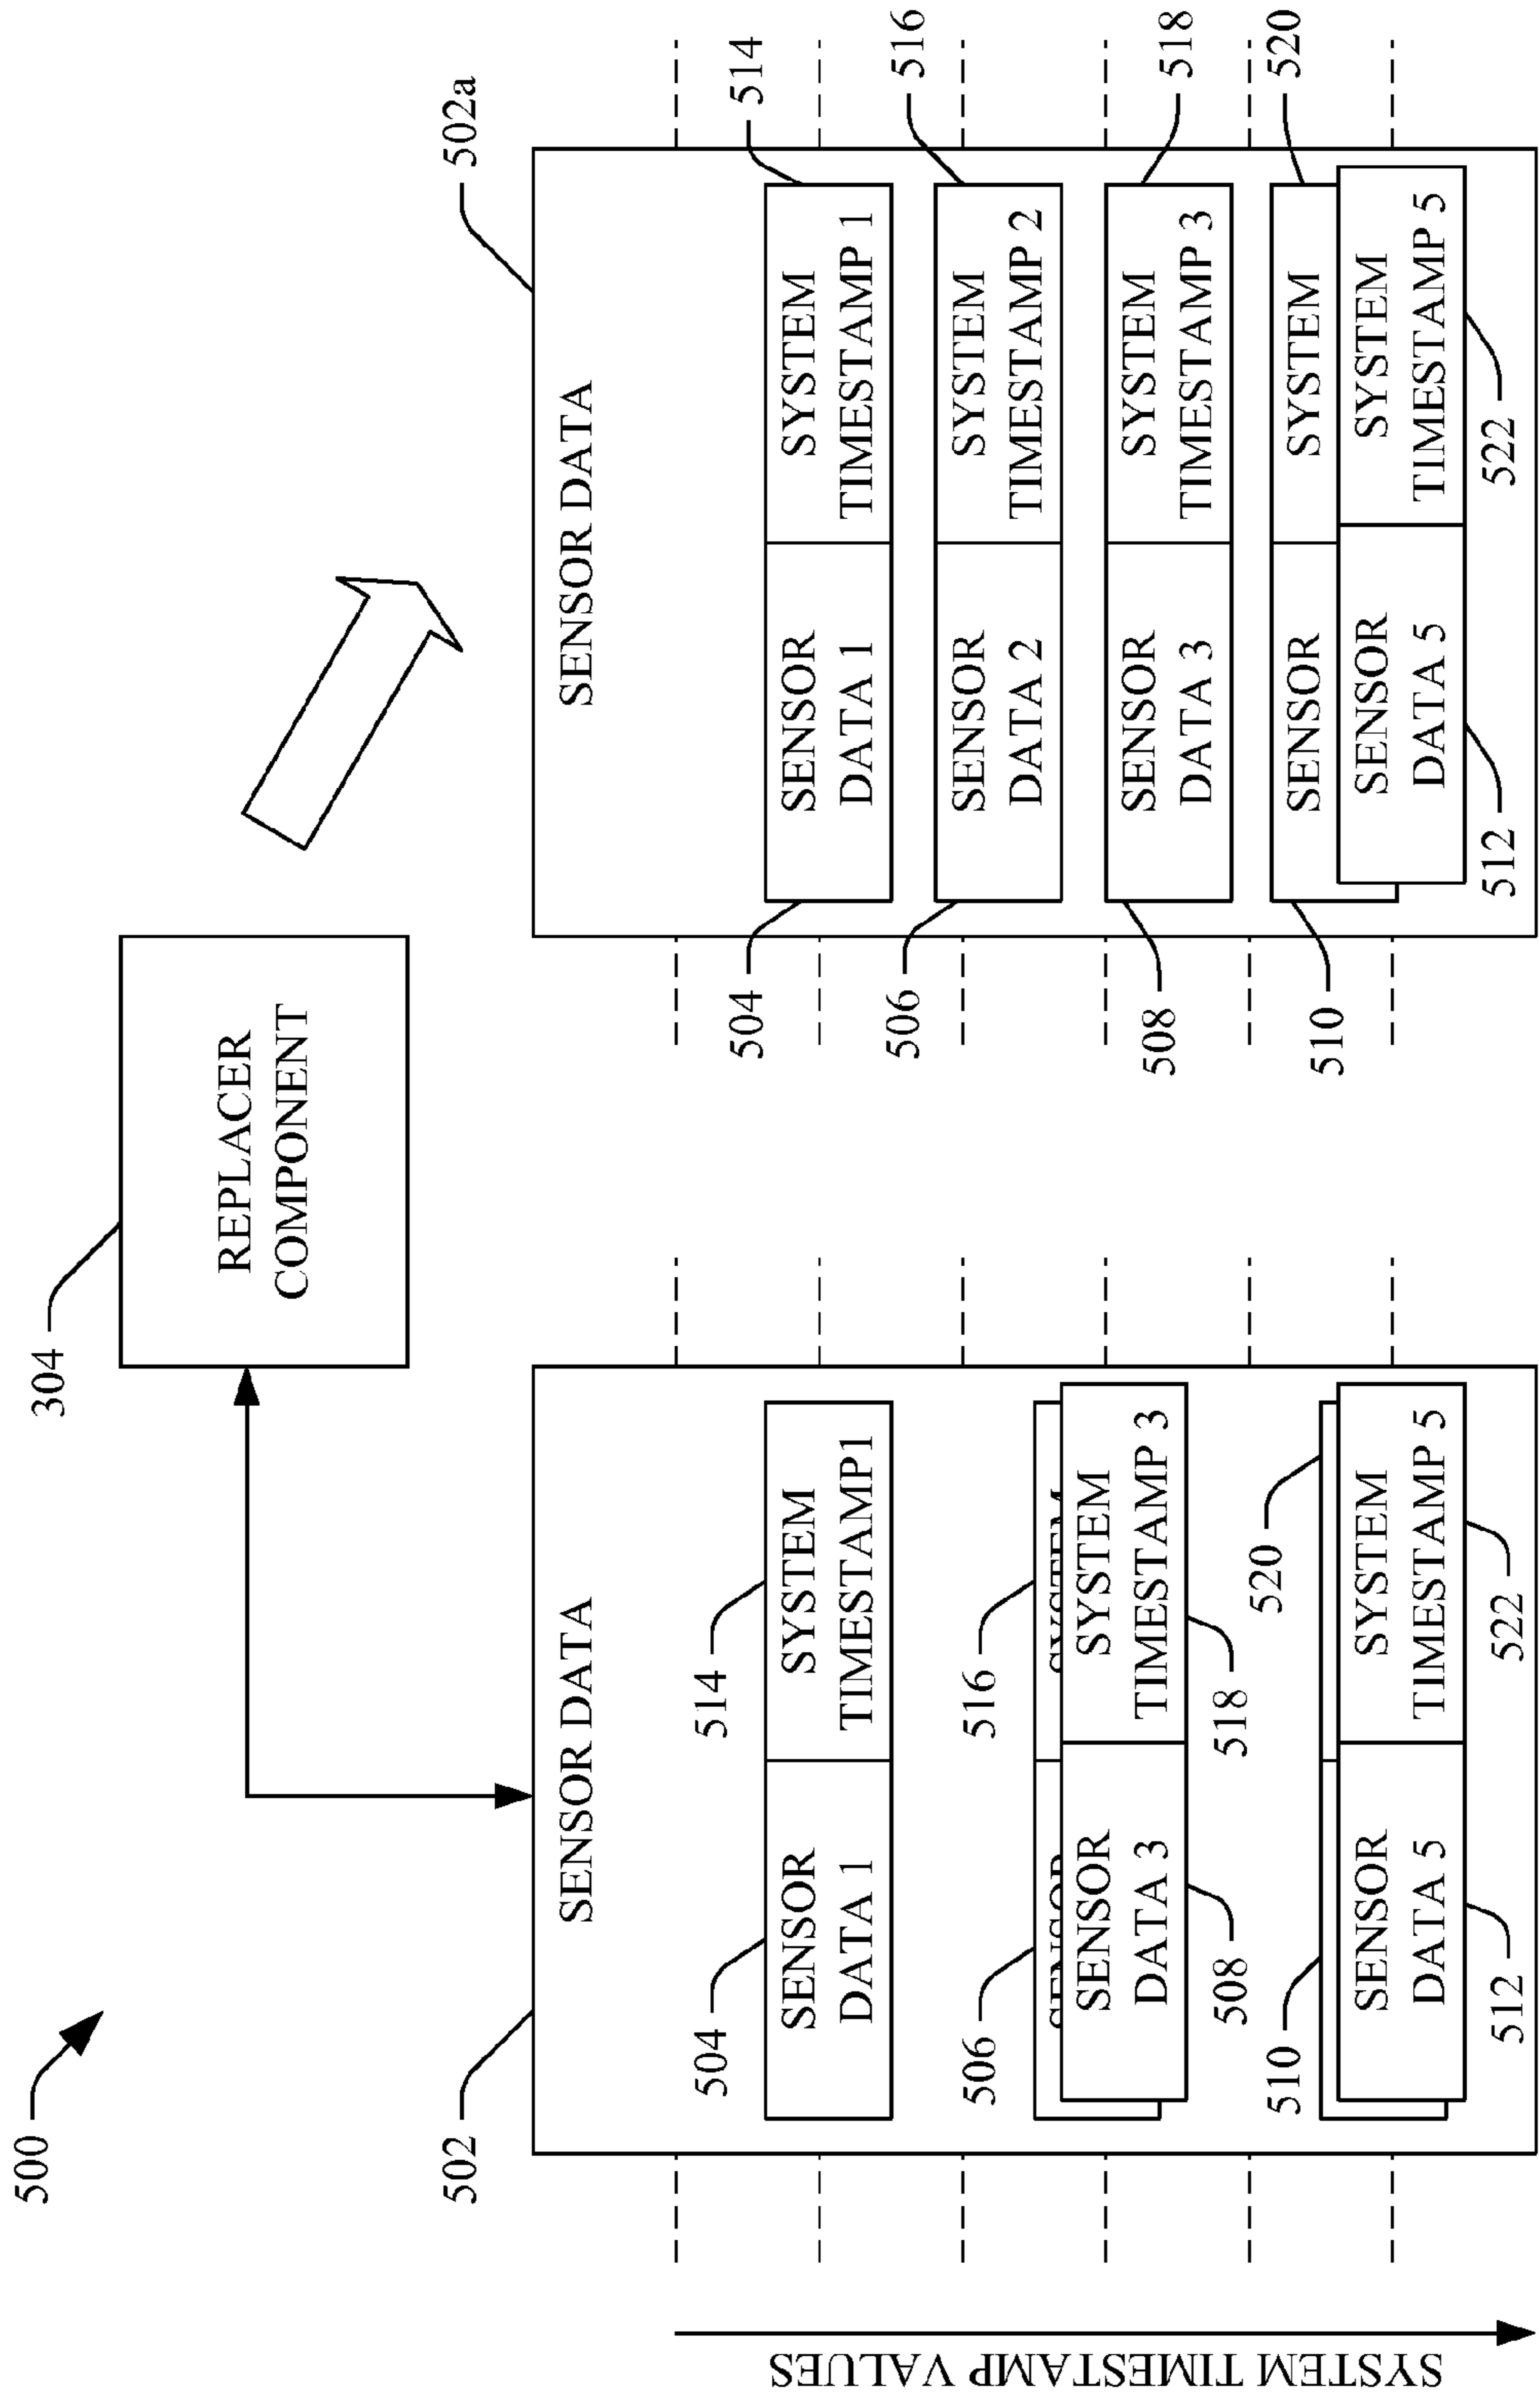 500
304
REPLACER
COMPONENT
502
SENSOR DATA
502a
SENSOR DATA
504
514
SENSOR
DATA 1
SYSTEM
TIMESTAMP1
506
516
SENSOR
SYSTEM
SENSOR
DATA 3
SYSTEM
TIMESTAMP 3
508
518
510
520
SENSOR
DATA 5
SYSTEM
TIMESTAMP 5
512
522
504
514
SENSOR
DATA 1
SYSTEM
TIMESTAMP 1
506
516
SENSOR
DATA 2
SYSTEM
TIMESTAMP 2
508
518
SENSOR
DATA 3
SYSTEM
TIMESTAMP 3
510
520
SENSOR
SYSTEM
SENSOR
DATA 5
SYSTEM
TIMESTAMP 5
512
522
SYSTEM TIMESTAMP VALUES